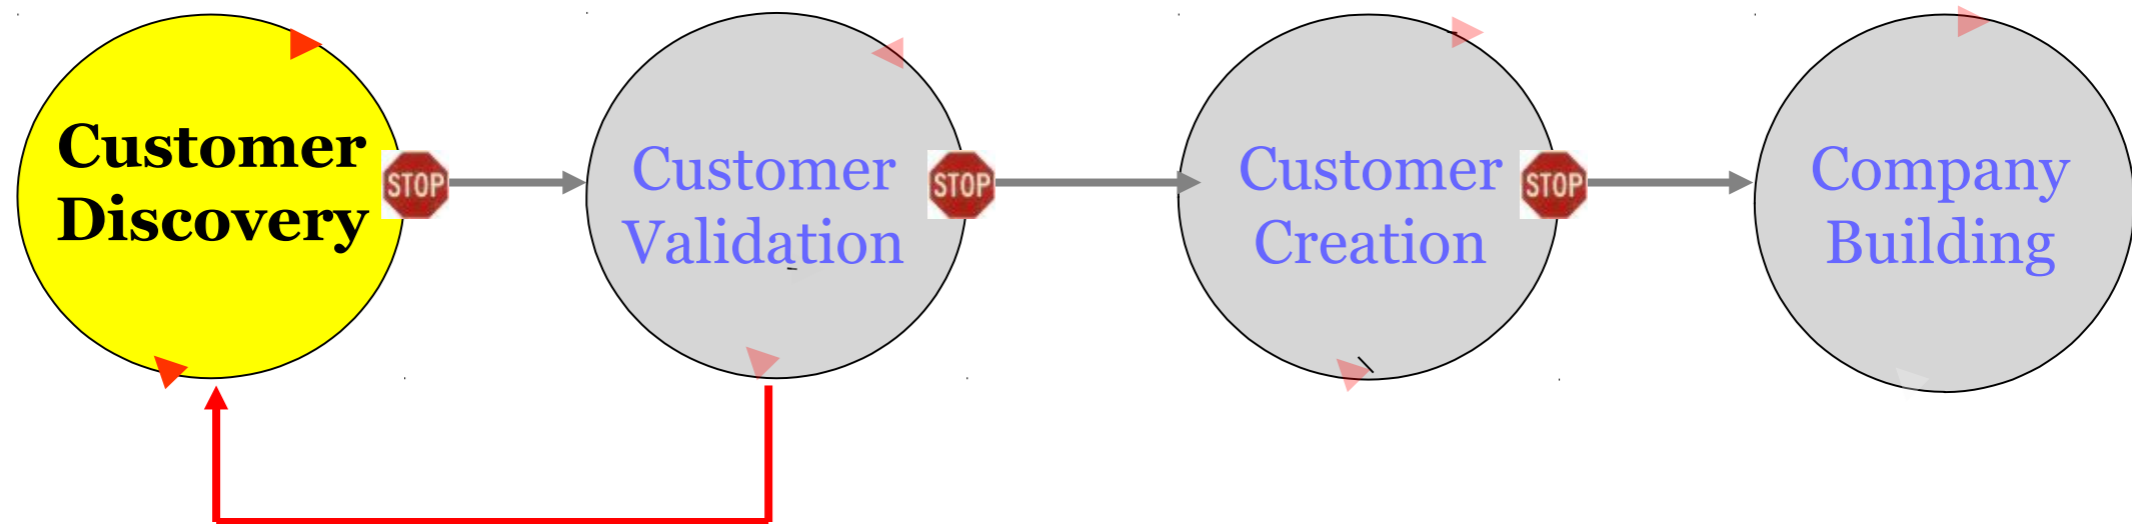 Customer
Discovery
STOP
Customer
Validation
STOP
Customer
Creation
STOP
Company
Building